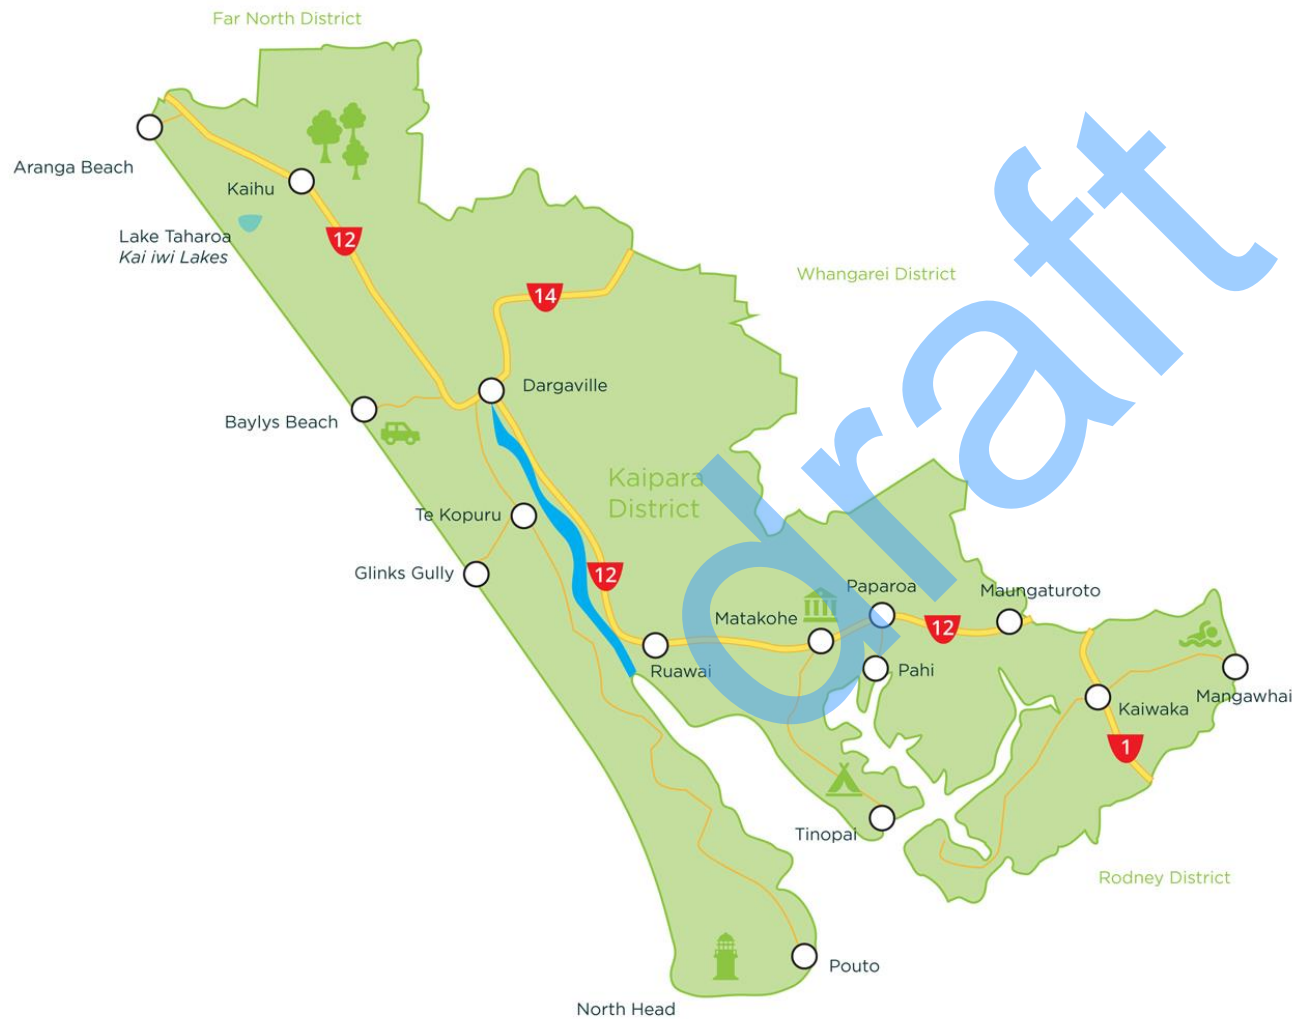 Far North District
Aranga Beach
Kaihu
Lake Taharoa
Kai iwi Lakes
12
14
Whangarei District
Dargaville
Baylys Beach
Kaipara
District
Te Kopuru
Glinks Gully
12
Paparoa
Maungaturoto
Matakohe
12
Ruawai
Pahi
Mangawhai
Kaiwaka
1
Tinopai
Rodney District
Pouto
North Head
draft